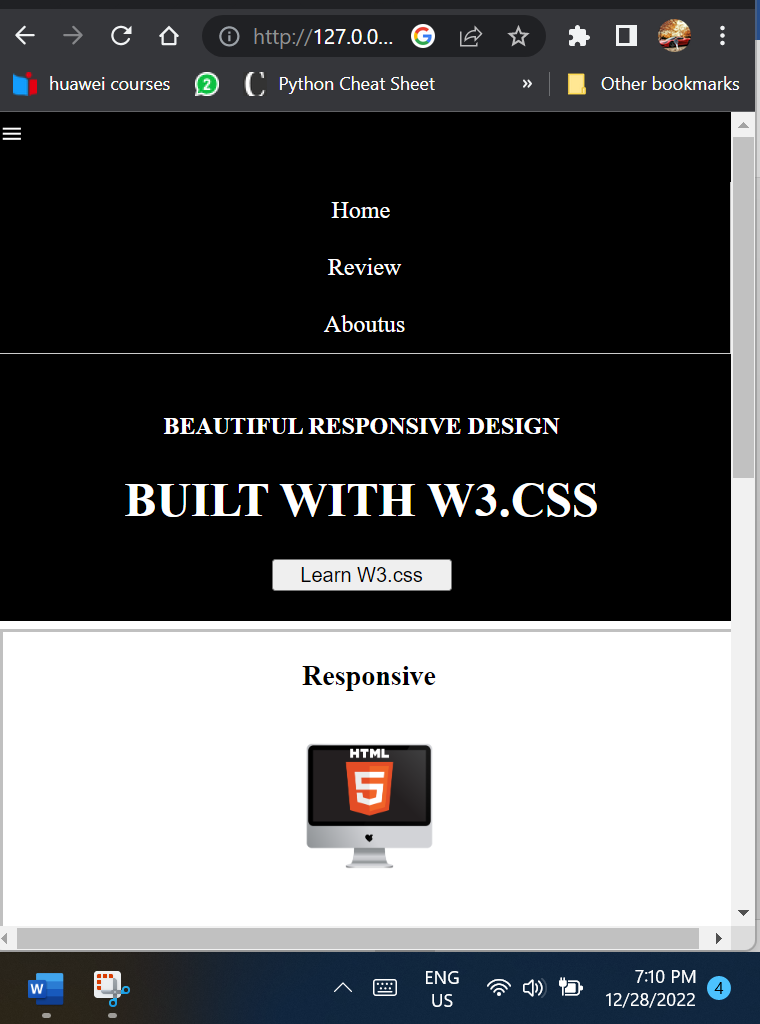 http://127.0.0...
huawei courses
2
Python Cheat Sheet
»
Other bookmarks
Home
Review
Aboutus
BEAUTIFUL RESPONSIVE DESIGN
BUILT WITH W3.CSS
Learn W3.css
Responsive
HTML
5
W
ENG
US
7:10 PM
12/28/2022
4